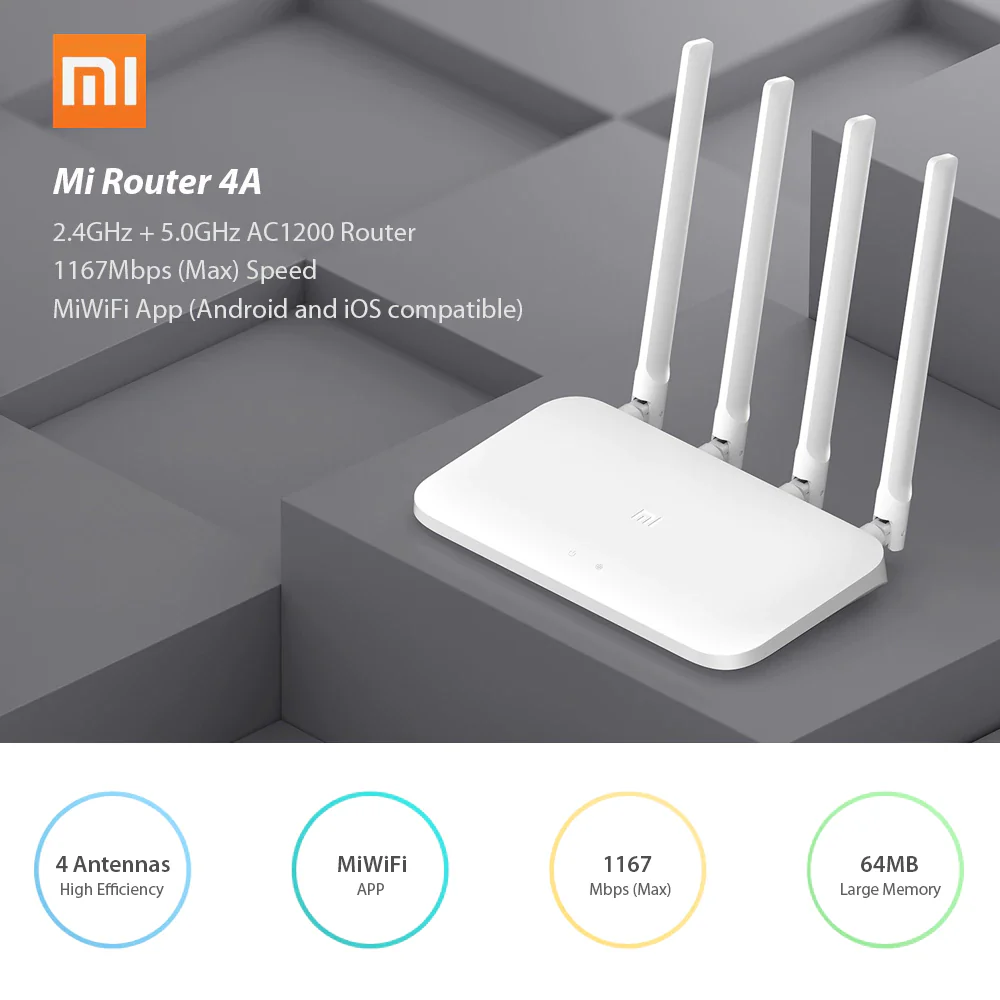 mi
Mi Router 4A
2.4GHz + 5.0GHz AC1200 Router
1167Mbps (Max) Speed
MiWiFi App (Android and iOS compatible)
mi
4 Antennas
High Efficiency
MiWiFi
APP
1167
Mbps (Max)
64MB
Large Memory